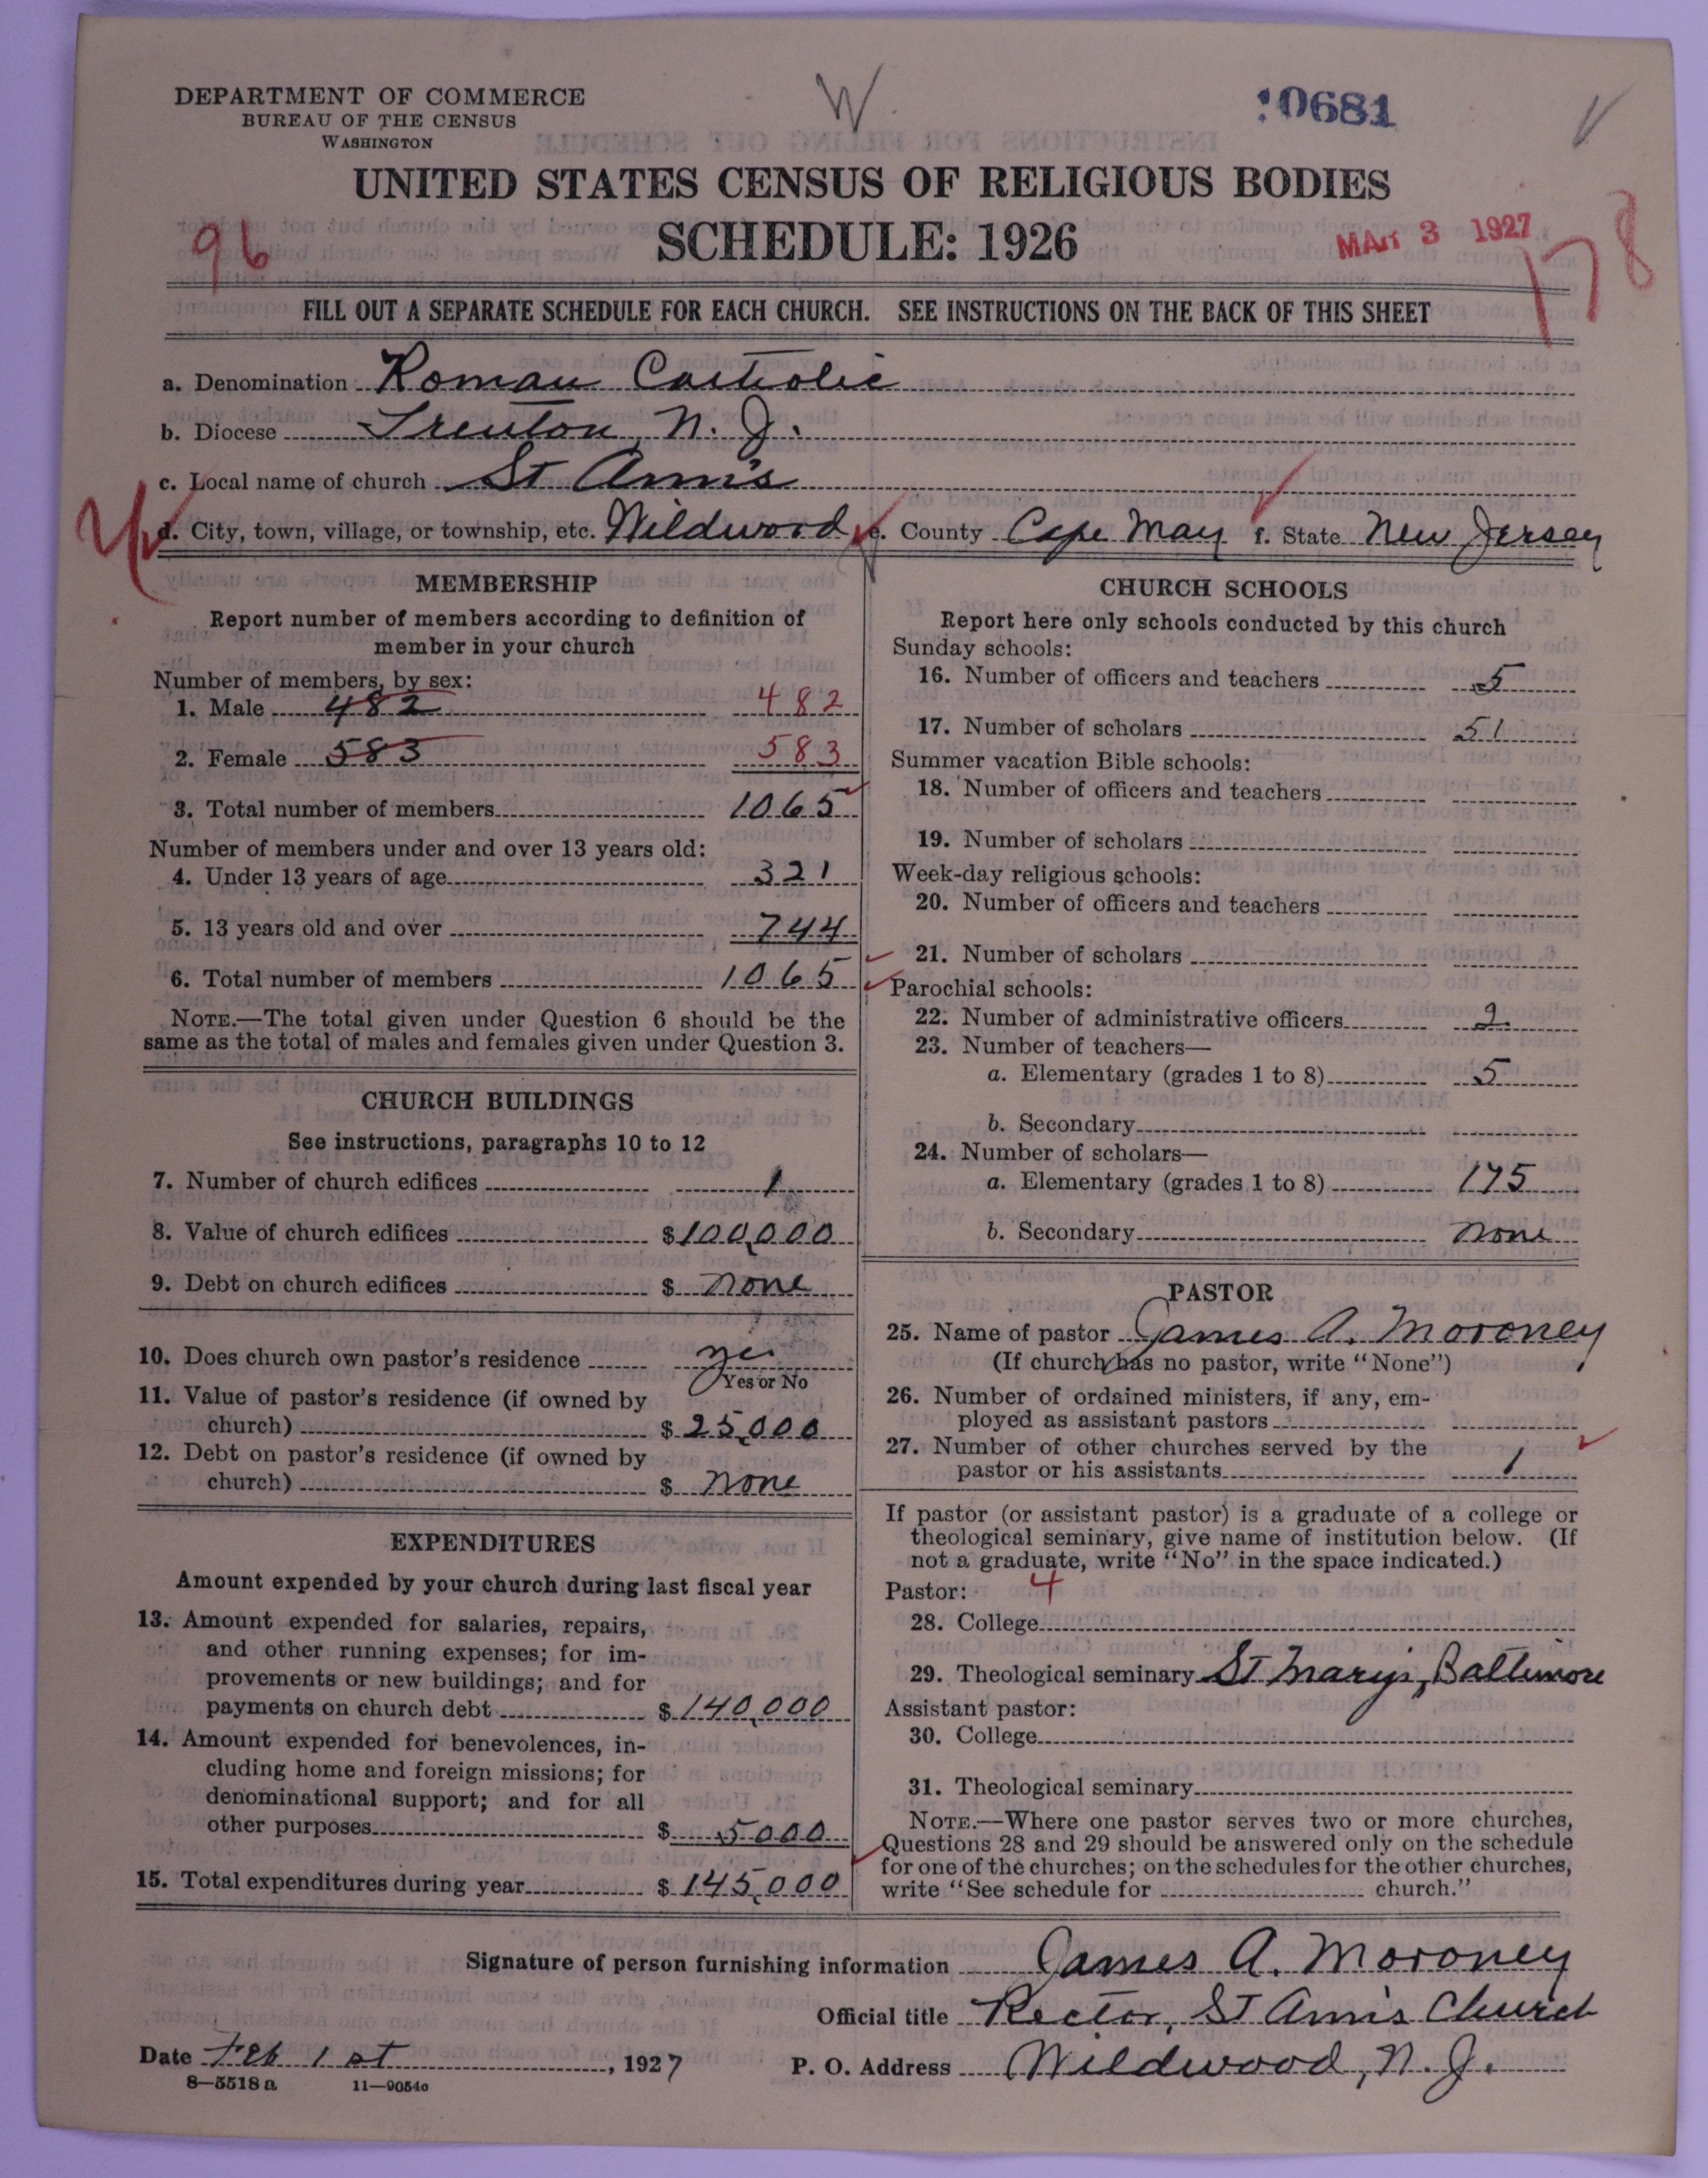 DEPARTMENT OF COMMERCE
BUREAU OF THE CENSUS
WASHINGTON
W
10681
UNITED STATES CENSUS OF RELIGIOUS BODIES
96
SCHEDULE: 1926
MAR 3 1927
178
FILL OUT A SEPARATE SCHEDULE FOR EACH CHURCH. SEE INSTRUCTIONS ON THE BACK OF THIS SHEET
a. Denomination Roman Catholic
b. Diocese Trenton, N. J.
c. Local name of church St Ann's
d. City, town, village, or township, etc. Wildwood e. County Cape May f. State New Jersey
MEMBERSHIP
Report number of members according to definition of
member in your church
Number of members, by sex:
1. Male 482 482
2. Female 583 583
3. Total number of members 1065
Number of members under and over 13 years old:
4. Under 13 years of age 321
5. 13 years old and over 744
6. Total number of members 1065
NOTE.—The total given under Question 6 should be the
same as the total of males and females given under Question 3.
CHURCH BUILDINGS
See instructions, paragraphs 10 to 12
7. Number of church edifices 1
8. Value of church edifices $100,000
9. Debt on church edifices $ none
10. Does church own pastor's residence yes
Yes or No
11. Value of pastor's residence (if owned by
church) $ 25,000
12. Debt on pastor's residence (if owned by
church) $ none
EXPENDITURES
Amount expended by your church during last fiscal year
13. Amount expended for salaries, repairs,
and other running expenses; for im-
provements or new buildings; and for
payments on church debt $ 140,000
14. Amount expended for benevolences, in-
cluding home and foreign missions; for
denominational support; and for all
other purposes $ 5000
15. Total expenditures during year $ 145,000
CHURCH SCHOOLS
Report here only schools conducted by this church
Sunday schools:
16. Number of officers and teachers 5
17. Number of scholars 51
Summer vacation Bible schools:
18. Number of officers and teachers
19. Number of scholars
Week-day religious schools:
20. Number of officers and teachers
21. Number of scholars
Parochial schools:
22. Number of administrative officers 2
23. Number of teachers—
a. Elementary (grades 1 to 8) 5
b. Secondary
24. Number of scholars—
a. Elementary (grades 1 to 8) 175
b. Secondary none
PASTOR
25. Name of pastor James A. Moroney
(If church has no pastor, write "None")
26. Number of ordained ministers, if any, em-
ployed as assistant pastors
27. Number of other churches served by the
pastor or his assistants 1
If pastor (or assistant pastor) is a graduate of a college or
theological seminary, give name of institution below. (If
not a graduate, write "No" in the space indicated.)
Pastor: 4
28. College
29. Theological seminary St Mary's, Baltimore
Assistant pastor:
30. College
31. Theological seminary
NOTE.—Where one pastor serves two or more churches,
Questions 28 and 29 should be answered only on the schedule
for one of the churches; on the schedules for the other churches,
write "See schedule for church."
Signature of person furnishing information James A. Moroney
Official title Rector, St Ann's Church
Date Feb 1st, 1927 P. O. Address Wildwood, N. J.
8—5518a 11—9054a